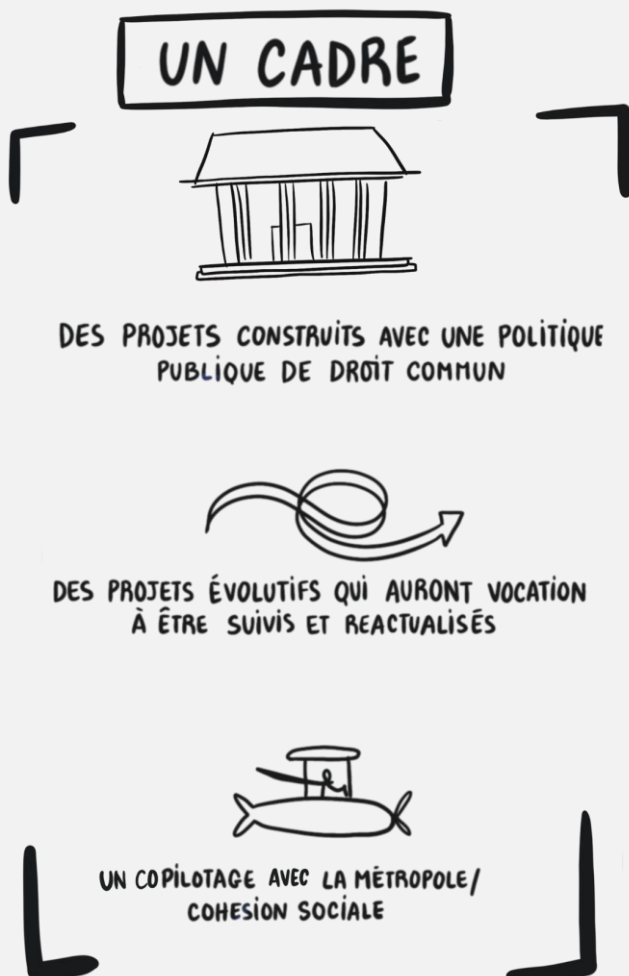 UN CADRE
DES PROJETS CONSTRUITS AVEC UNE POLITIQUE
PUBLIQUE DE DROIT COMMUN
DES PROJETS ÉVOLUTIFS QUI AURONT VOCATION
À ÊTRE SUIVIS ET REACTUALISÉS
UN COPILOTAGE AVEC LA MÉTROPOLE/
COHESION SOCIALE